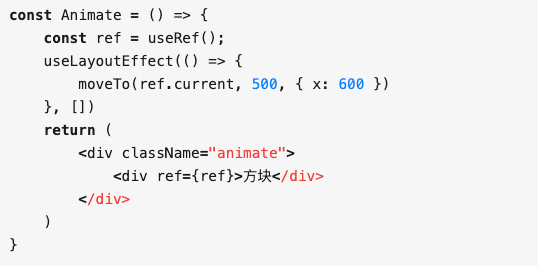 const Animate = () => {
    const ref = useRef();
    useLayoutEffect(() => {
        moveTo(ref.current, 500, { x: 600 })
    }, [])
    return (
        <div className="animate">
            <div ref={ref}>方块</div>
        </div>
    )
}